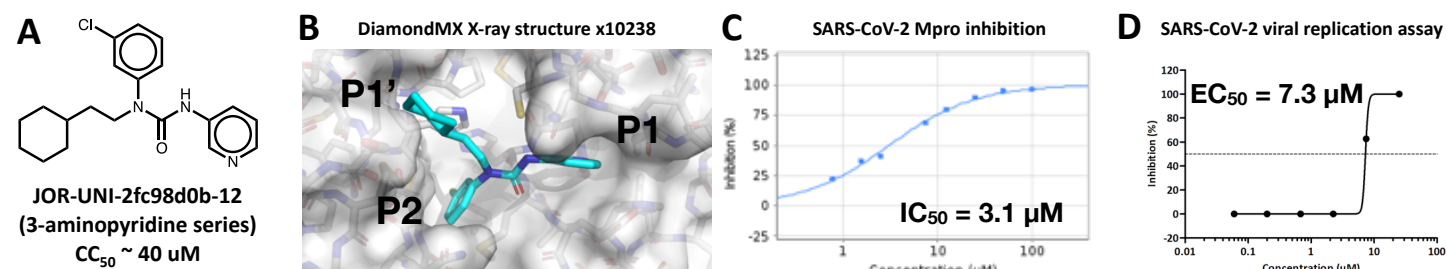 A
Cl
N
NH
O
N
JOR-UNI-2fc98d0b-12
(3-aminopyridine series)
CC50 ~ 40 uM
B
DiamondMX X-ray structure x10238
P1'
P1
P2
C
SARS-CoV-2 Mpro inhibition
125
100
75
50
25
0
-25
Inhibition (%)
IC50 = 3.1 µM
1
10
100
Concentration (µM)
D
SARS-CoV-2 viral replication assay
120
100
80
60
40
20
0
-20
Inhibition (%)
EC50 = 7.3 µM
0.01
0.1
1
10
100
Concentration (µM)